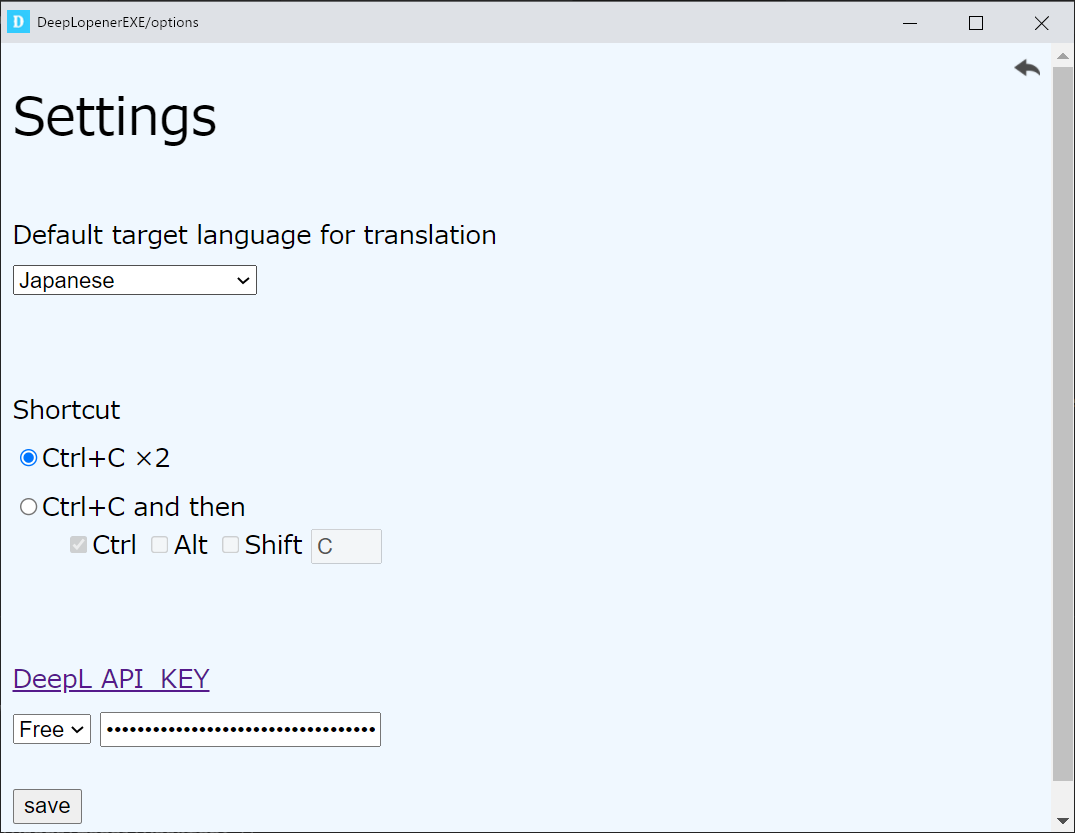 D DeepLopenerEXE/options
Settings
Default target language for translation
Japanese
Shortcut
Ctrl+C ×2
Ctrl+C and then
Ctrl Alt Shift C
DeepL API KEY
Free ••••••••••••••••••••••••••••••••••••
save